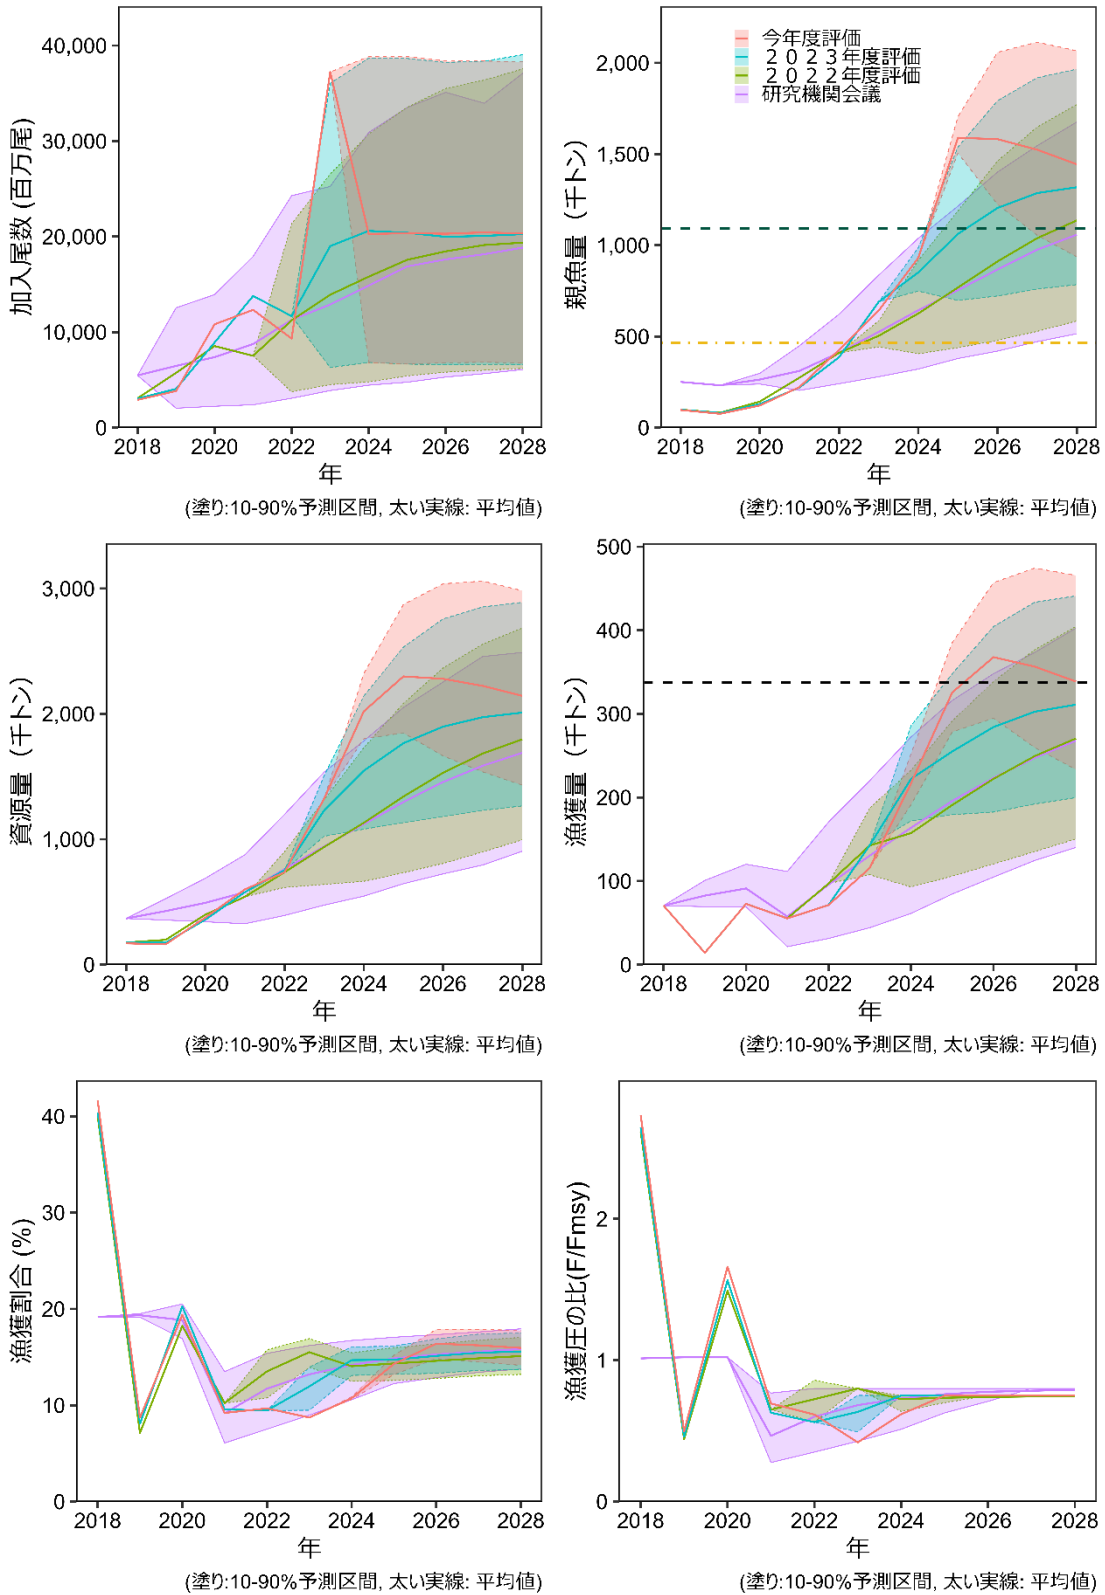 加入尾数 (百万尾)
40,000
30,000
20,000
10,000
0
2018 2020 2022 2024 2026 2028
年
(塗り:10-90%予測区間, 太い実線: 平均値)
親魚量 (千トン)
2,000
1,500
1,000
500
0
今年度評価
２０２３年度評価
２０２２年度評価
研究機関会議
2018 2020 2022 2024 2026 2028
年
(塗り:10-90%予測区間, 太い実線: 平均値)
資源量 (千トン)
3,000
2,000
1,000
0
2018 2020 2022 2024 2026 2028
年
(塗り:10-90%予測区間, 太い実線: 平均値)
漁獲量 (千トン)
500
400
300
200
100
0
2018 2020 2022 2024 2026 2028
年
(塗り:10-90%予測区間, 太い実線: 平均値)
漁獲割合 (%)
40
30
20
10
0
2018 2020 2022 2024 2026 2028
年
(塗り:10-90%予測区間, 太い実線: 平均値)
漁獲圧の比(F/Fmsy)
2
1
0
2018 2020 2022 2024 2026 2028
年
(塗り:10-90%予測区間, 太い実線: 平均値)